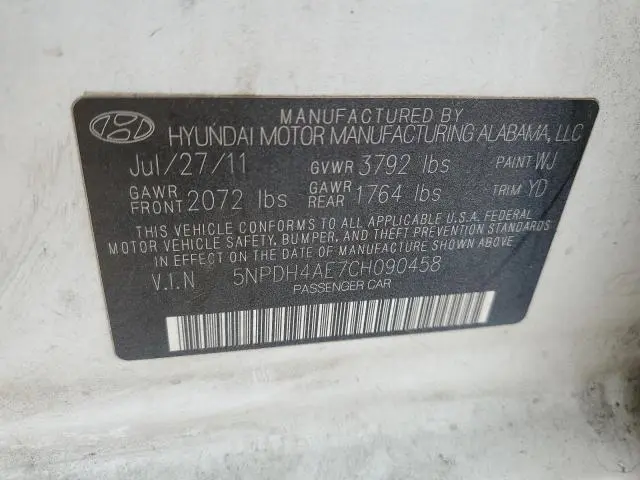 MANUFACTURED BY
HYUNDAI MOTOR MANUFACTURING ALABAMA, LLC
Jul/27/11 GVWR 3792 lbs PAINT WJ
GAWR FRONT 2072 lbs GAWR REAR 1764 lbs TRIM YD
THIS VEHICLE CONFORMS TO ALL APPLICABLE U.S.A. FEDERAL
MOTOR VEHICLE SAFETY, BUMPER, AND THEFT PREVENTION STANDARDS
IN EFFECT ON THE DATE OF MANUFACTURE SHOWN ABOVE.
V.I.N 5NPDH4AE7CH090458
PASSENGER CAR